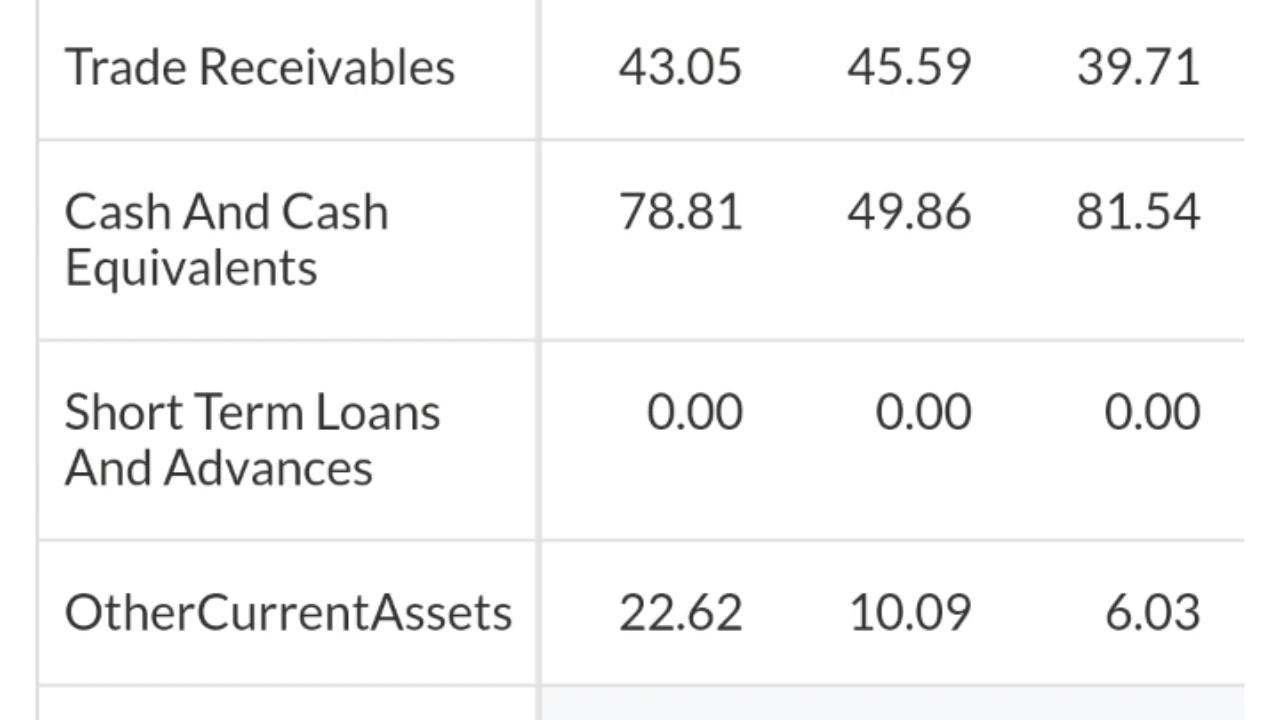 Trade Receivables 43.05 45.59 39.71
Cash And Cash 78.81 49.86 81.54
Equivalents
Short Term Loans 0.00 0.00 0.00
And Advances
OtherCurrentAssets 22.62 10.09 6.03